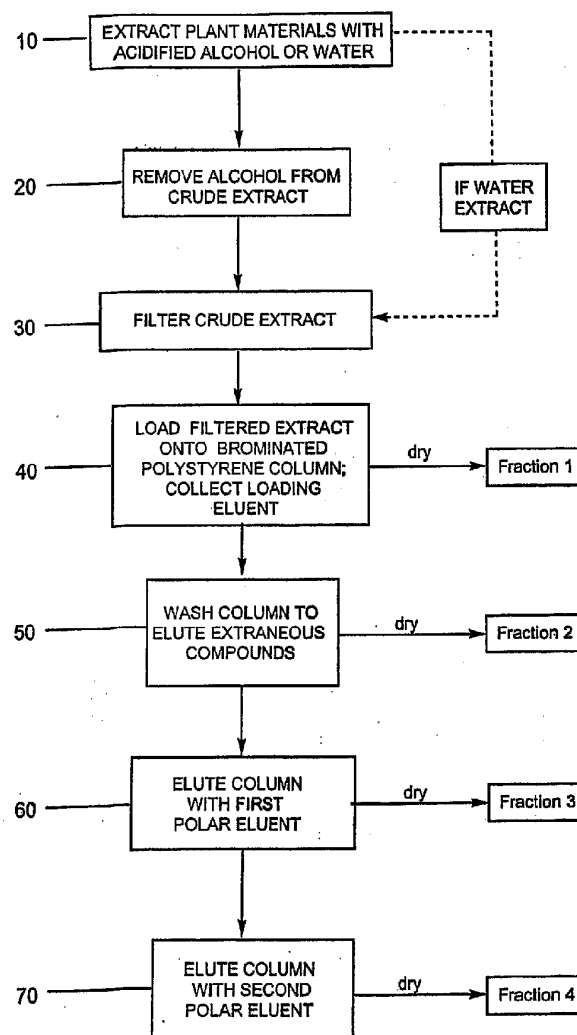 10
EXTRACT PLANT MATERIALS WITH
ACIDIFIED ALCOHOL OR WATER
20
REMOVE ALCOHOL FROM
CRUDE EXTRACT
IF WATER
EXTRACT
30
FILTER CRUDE EXTRACT
40
LOAD FILTERED EXTRACT
ONTO BROMINATED
POLYSTYRENE COLUMN;
COLLECT LOADING
ELUENT
dry
Fraction 1
50
WASH COLUMN TO
ELUTE EXTRANEOUS
COMPOUNDS
dry
Fraction 2
60
ELUTE COLUMN
WITH FIRST
POLAR ELUENT
dry
Fraction 3
70
ELUTE COLUMN
WITH SECOND
POLAR ELUENT
dry
Fraction 4